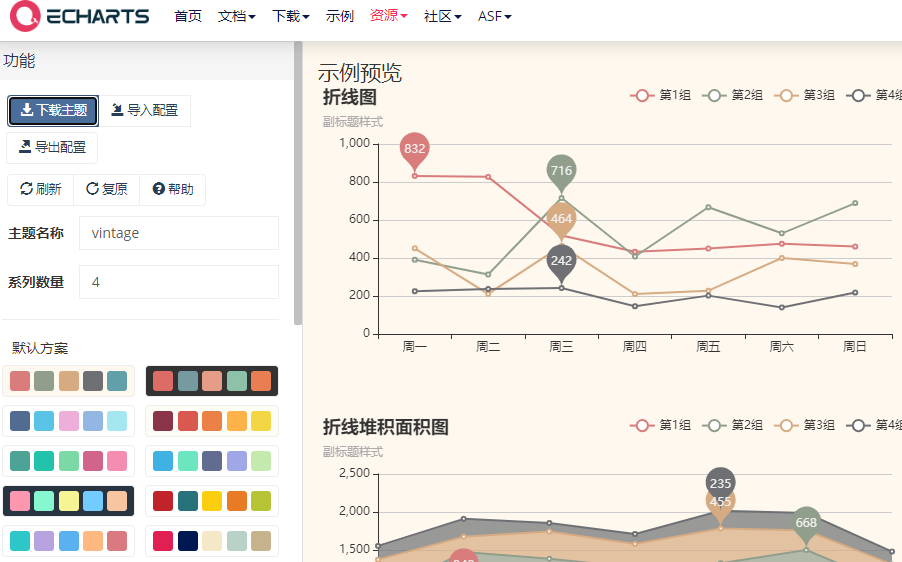 ECHARTS 首页 文档 下载 示例 资源 社区 ASF
功能
下载主题 导入配置
导出配置
刷新 复原 帮助
主题名称 vintage
系列数量 4
默认方案
示例预览
折线图 第1组 第2组 第3组 第4组
副标题样式
1,000
832
800
716
600
464
400
242
200
0
周一 周二 周三 周四 周五 周六 周日
折线堆积面积图 第1组 第2组 第3组 第4组
副标题样式
2,500
235
455
2,000
668
1,500